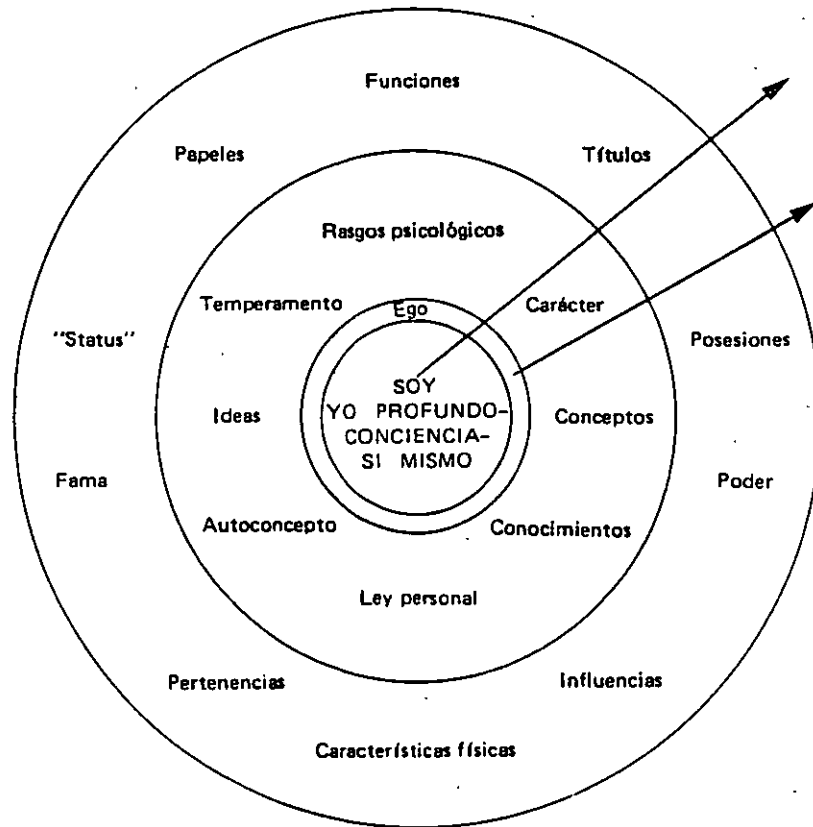 Funciones
Papeles
Títulos
Rasgos psicológicos
Temperamento
Ego
Carácter
"Status"
Posesiones
SOY
YO PROFUNDO-
CONCIENCIA-
SI MISMO
Ideas
Conceptos
Fama
Poder
Autoconcepto
Conocimientos
Ley personal
Pertenencias
Influencias
Características físicas